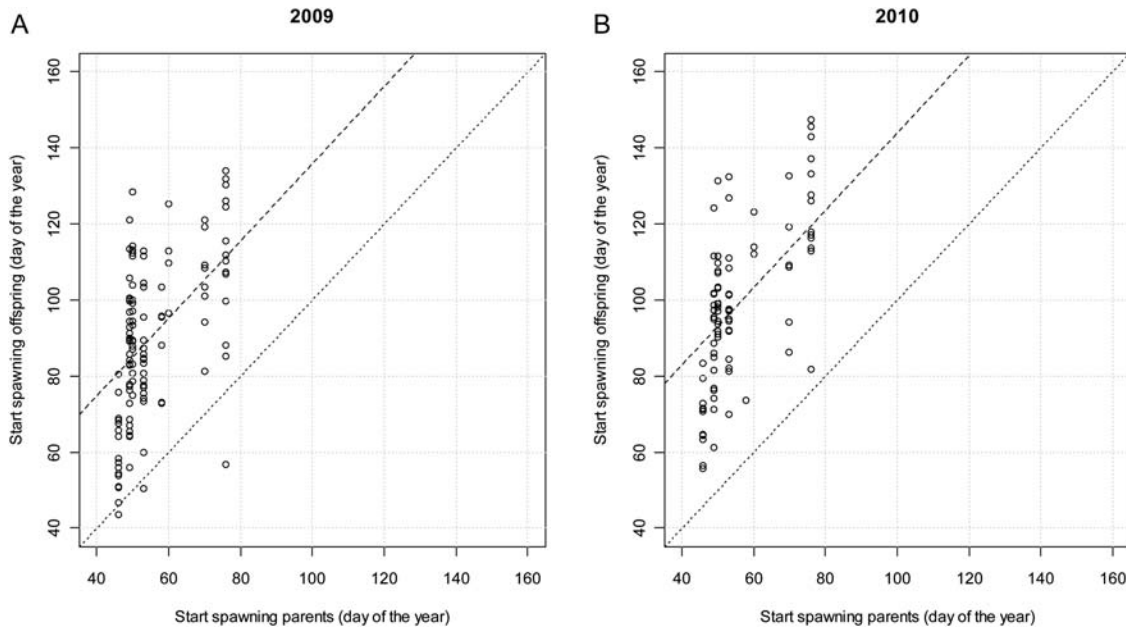 A
2009
Start spawning offspring (day of the year)
160
140
120
100
80
60
40
40 60 80 100 120 140 160
Start spawning parents (day of the year)
B
2010
Start spawning offspring (day of the year)
160
140
120
100
80
60
40
40 60 80 100 120 140 160
Start spawning parents (day of the year)